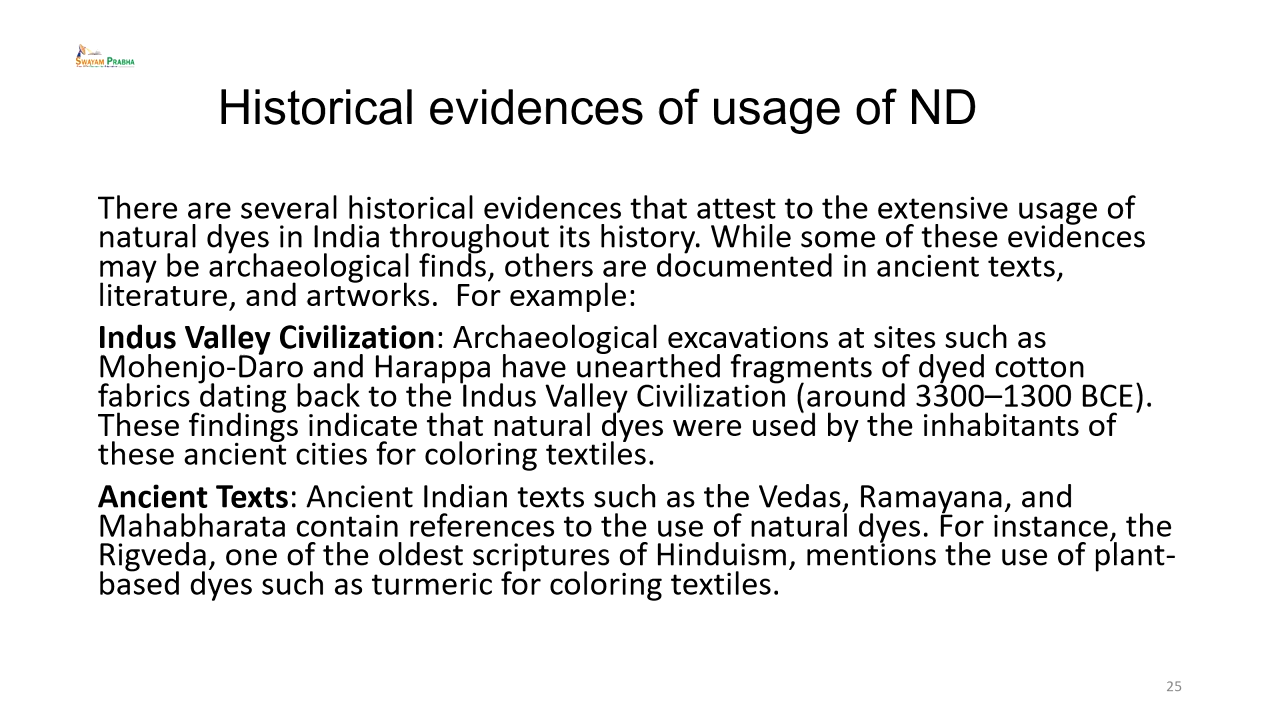 SWAYAM PRABHA
Historical evidences of usage of ND
There are several historical evidences that attest to the extensive usage of
natural dyes in India throughout its history. While some of these evidences
may be archaeological finds, others are documented in ancient texts,
literature, and artworks.  For example:
Indus Valley Civilization: Archaeological excavations at sites such as
Mohenjo-Daro and Harappa have unearthed fragments of dyed cotton
fabrics dating back to the Indus Valley Civilization (around 3300–1300 BCE).
These findings indicate that natural dyes were used by the inhabitants of
these ancient cities for coloring textiles.
Ancient Texts: Ancient Indian texts such as the Vedas, Ramayana, and
Mahabharata contain references to the use of natural dyes. For instance, the
Rigveda, one of the oldest scriptures of Hinduism, mentions the use of plant-
based dyes such as turmeric for coloring textiles.
25